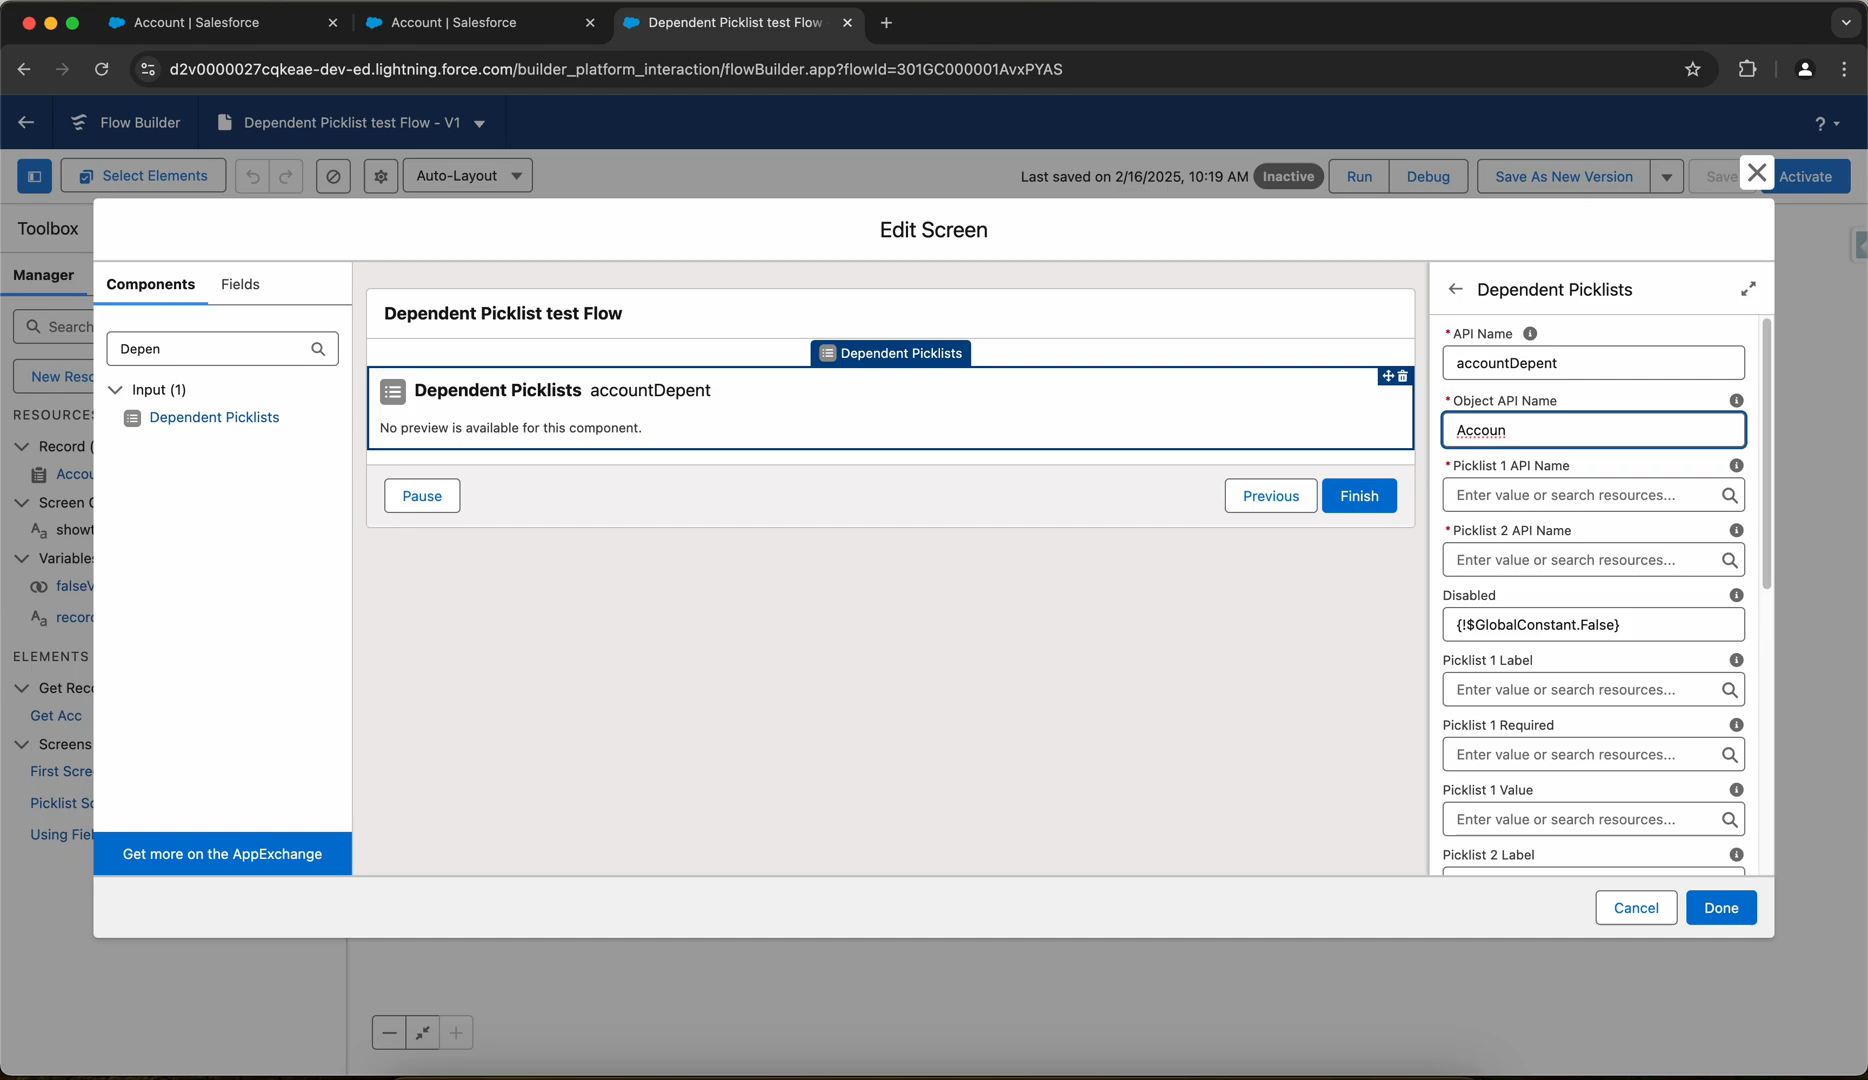 Account | Salesforce
Account | Salesforce
Dependent Picklist test Flow
d2v0000027cqkeae-dev-ed.lightning.force.com/builder_platform_interaction/flowBuilder.app?flowId=301GC000001AvxPYAS
Flow Builder
Dependent Picklist test Flow - V1
?
Select Elements
Auto-Layout
Last saved on 2/16/2025, 10:19 AM
Inactive
Run
Debug
Save As New Version
Save
Activate
Toolbox
Manager
Search
New Reso
RESOURCES
Record (
Accou
Screen C
showt
Variable
falseV
record
ELEMENTS
Get Reco
Get Acc
Screens
First Scre
Picklist Sc
Using Fiel
Edit Screen
Components
Fields
Depen
Input (1)
Dependent Picklists
Get more on the AppExchange
Dependent Picklist test Flow
Dependent Picklists
Dependent Picklists accountDepent
No preview is available for this component.
Pause
Previous
Finish
Dependent Picklists
* API Name
accountDepent
* Object API Name
Accoun
* Picklist 1 API Name
Enter value or search resources...
* Picklist 2 API Name
Enter value or search resources...
Disabled
{!$GlobalConstant.False}
Picklist 1 Label
Enter value or search resources...
Picklist 1 Required
Enter value or search resources...
Picklist 1 Value
Enter value or search resources...
Picklist 2 Label
Cancel
Done